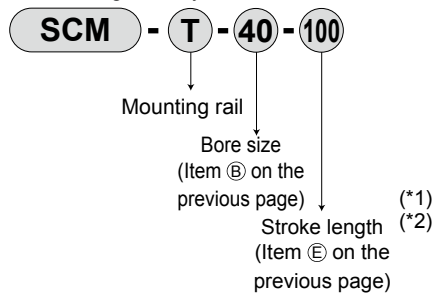 SCM - T - 40 - 100
Mounting rail
Bore size
(Item Ⓑ on the
previous page)
(*1)
Stroke length (*2)
(Item Ⓔ on the
previous page)